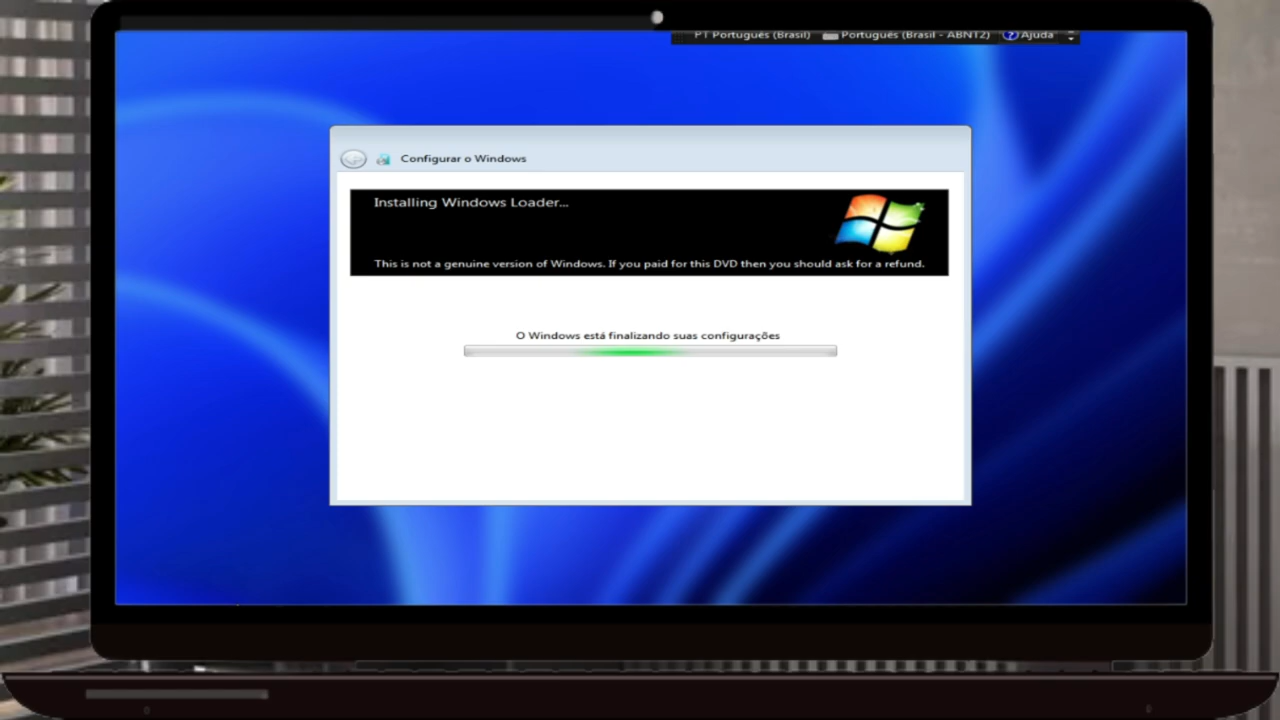 PT Português (Brasil) Português (Brasil - ABNT2) ? Ajuda
Configurar o Windows
Installing Windows Loader...
This is not a genuine version of Windows. If you paid for this DVD then you should ask for a refund.
O Windows está finalizando suas configurações